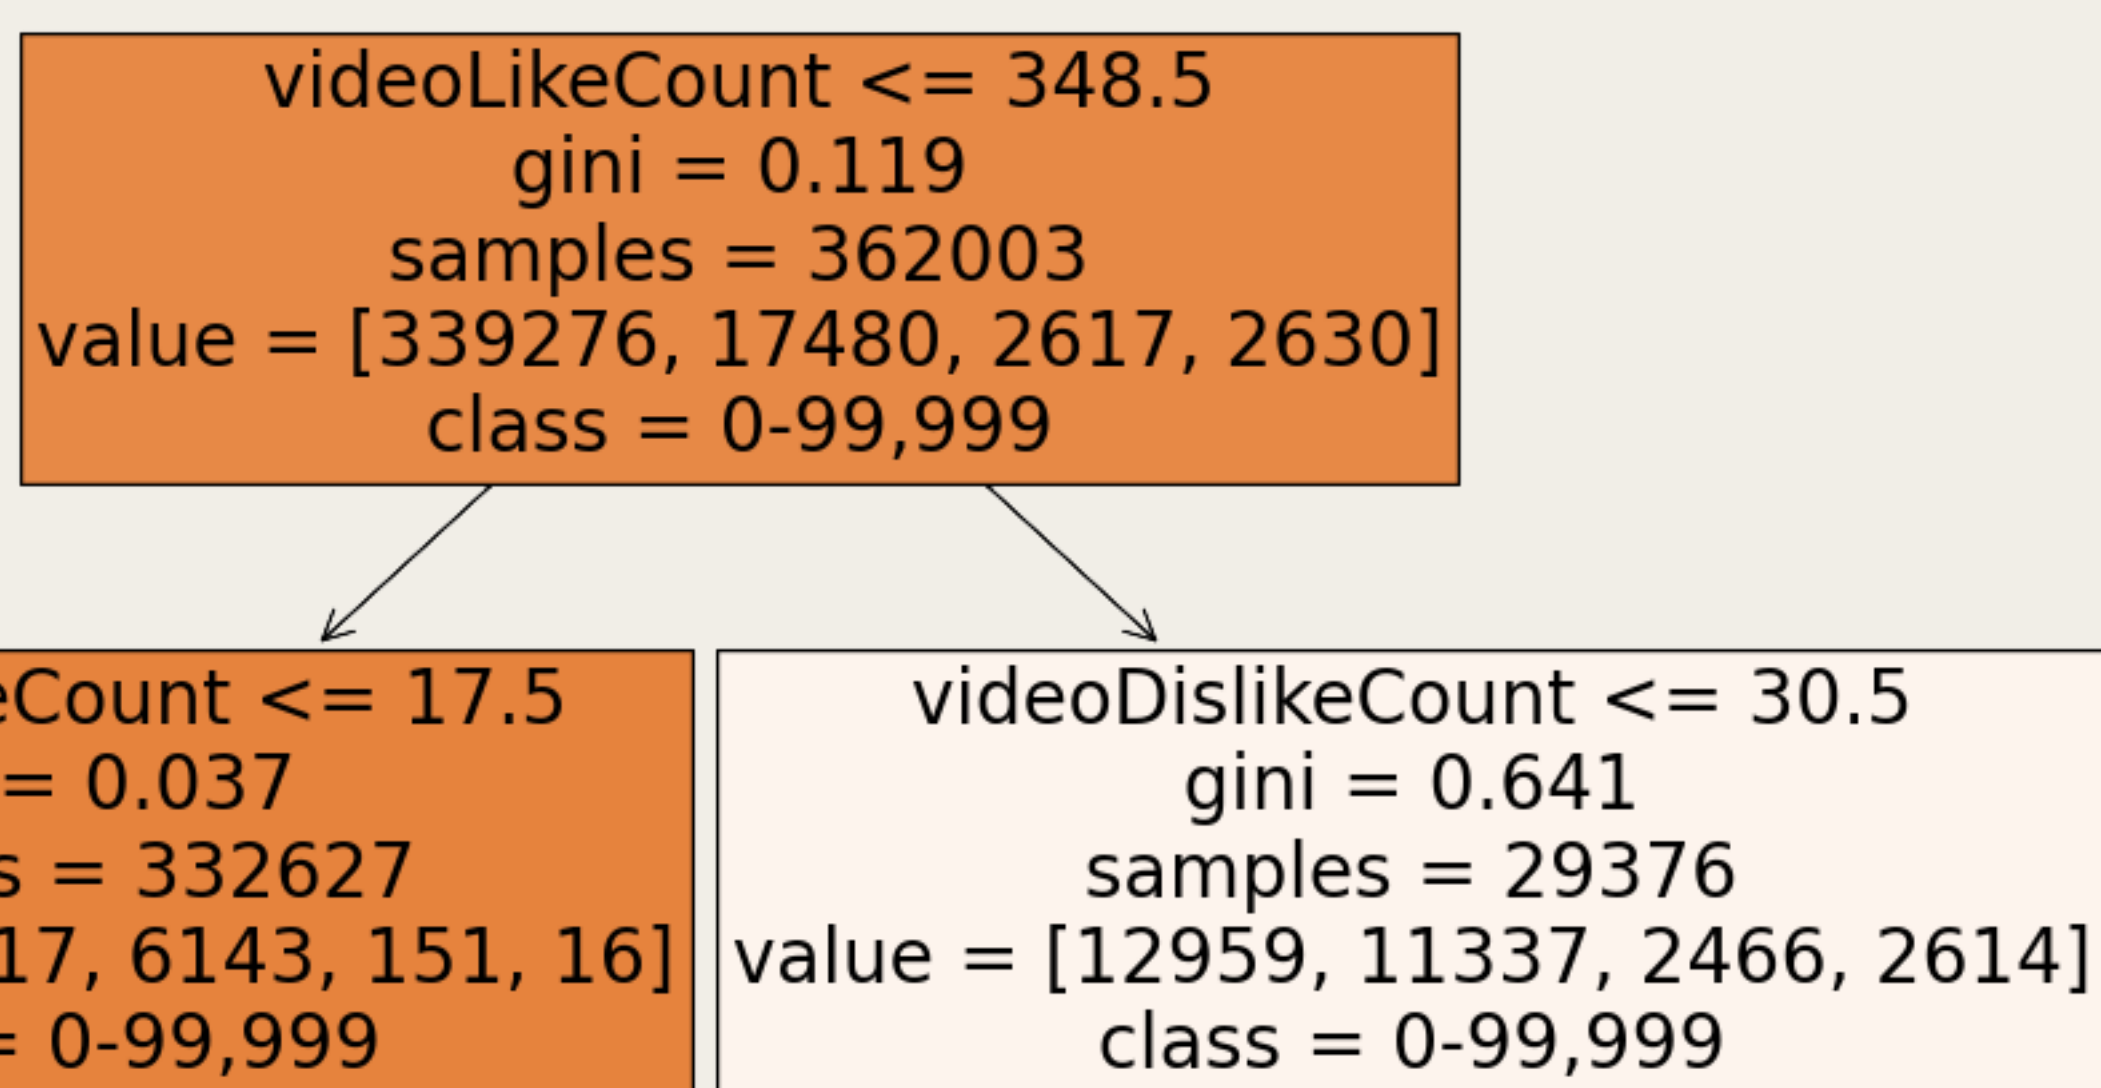 videoLikeCount <= 348.5
gini = 0.119
samples = 362003
value = [339276, 17480, 2617, 2630]
class = 0-99,999
eCount <= 17.5
= 0.037
s = 332627
17, 6143, 151, 16]
= 0-99,999
videoDislikeCount <= 30.5
gini = 0.641
samples = 29376
value = [12959, 11337, 2466, 2614]
class = 0-99,999